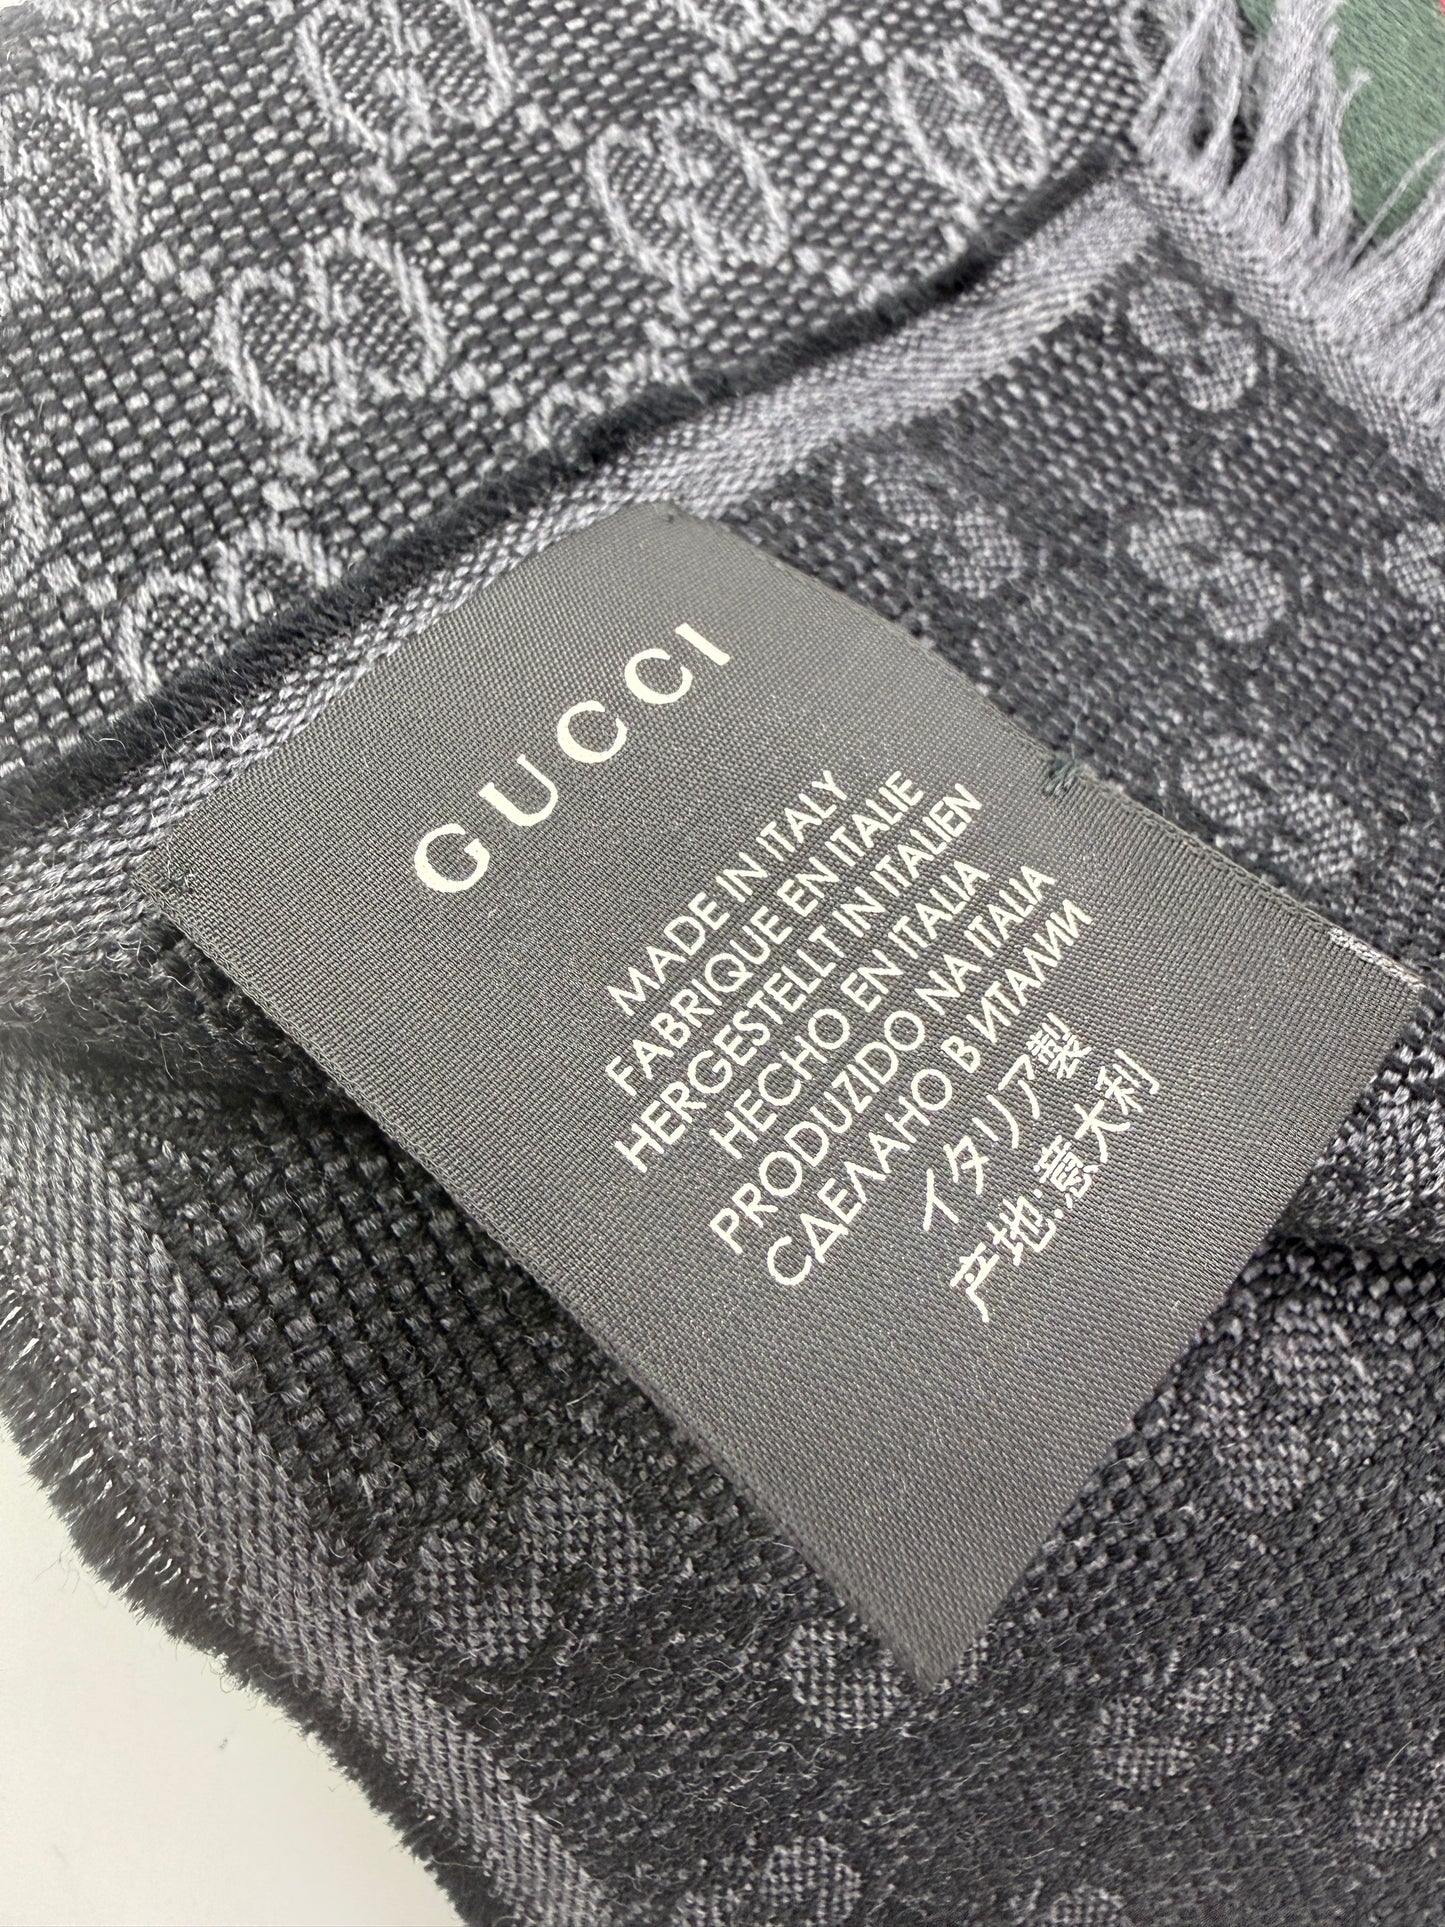 GUCCI
MADE IN ITALY
FABRIQUE EN ITALIE
HERGESTELLT IN ITALIEN
HECHO EN ITALIA
PRODUZIDO NA ITALIA
СДЕЛАНО В ИТАЛИИ
イタリア製
产地:意大利